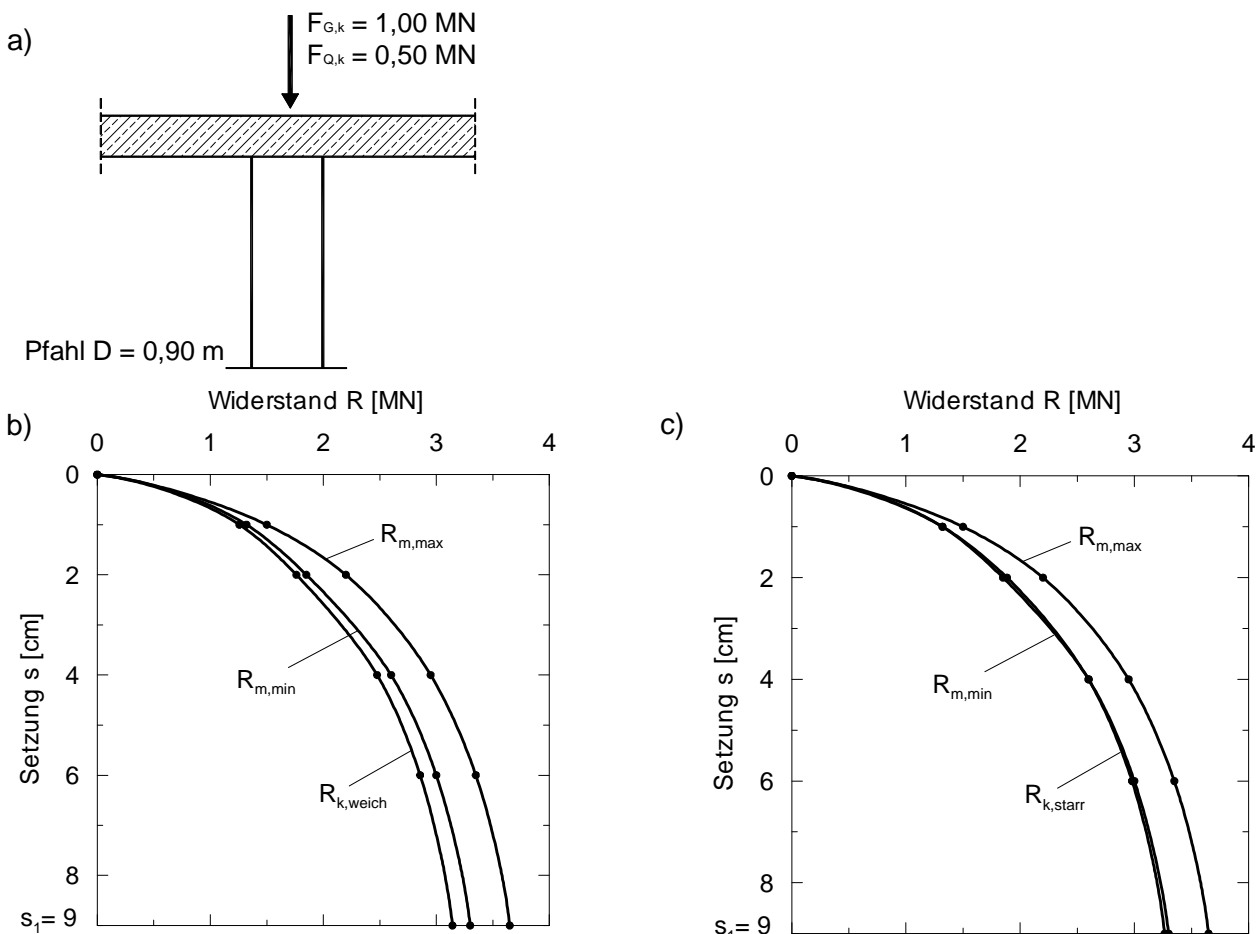 a)
F_G,k = 1,00 MN
F_Q,k = 0,50 MN
Pfahl D = 0,90 m
b)
Widerstand R [MN]
0 1 2 3 4
0
2
4
6
8
s₁= 9
Setzung s [cm]
R_m,max
R_m,min
R_k,weich
c)
Widerstand R [MN]
0 1 2 3 4
0
2
4
6
8
s₁= 9
Setzung s [cm]
R_m,max
R_m,min
R_k,starr